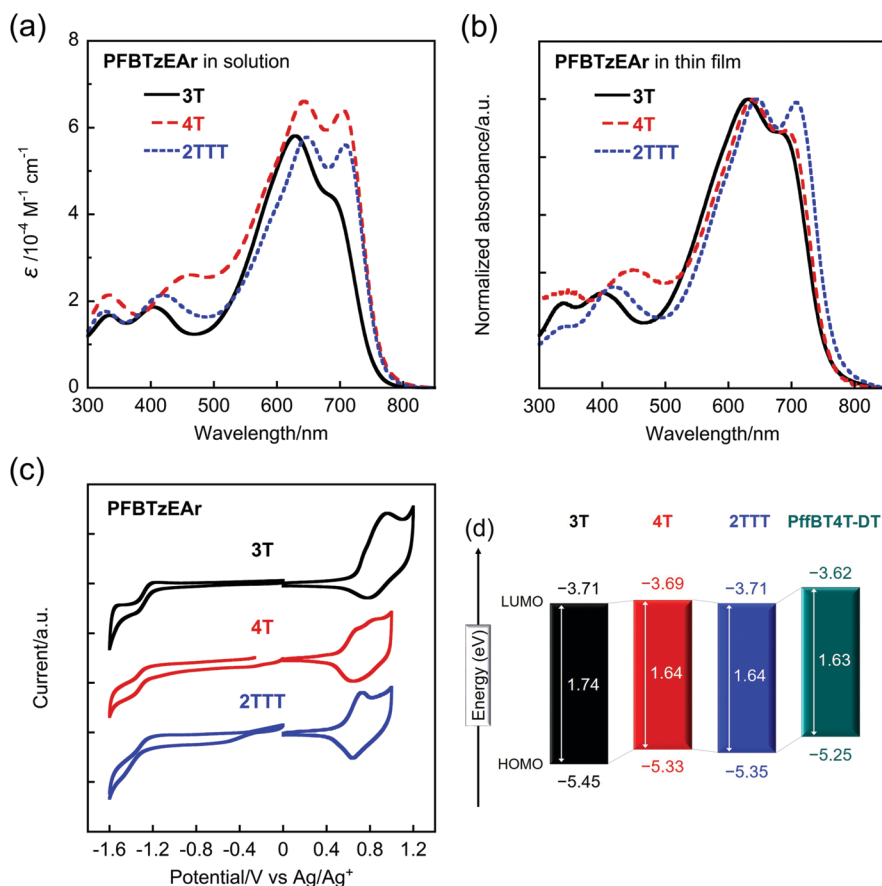 (a)
PFBTzEAr in solution
3T
4T
2TTT
8
6
4
2
0
ε /10⁻⁴ M⁻¹ cm⁻¹
300 400 500 600 700 800
Wavelength/nm
(b)
PFBTzEAr in thin film
3T
4T
2TTT
Normalized absorbance/a.u.
300 400 500 600 700 800
Wavelength/nm
(c)
PFBTzEAr
3T
4T
2TTT
Current/a.u.
-1.6 -1.2 -0.8 -0.4 0 0.4 0.8 1.2
Potential/V vs Ag/Ag⁺
(d)
3T 4T 2TTT PffBT4T-DT
−3.71 −3.69 −3.71 −3.62
LUMO
Energy (eV)
1.74 1.64 1.64 1.63
HOMO
−5.45 −5.33 −5.35 −5.25